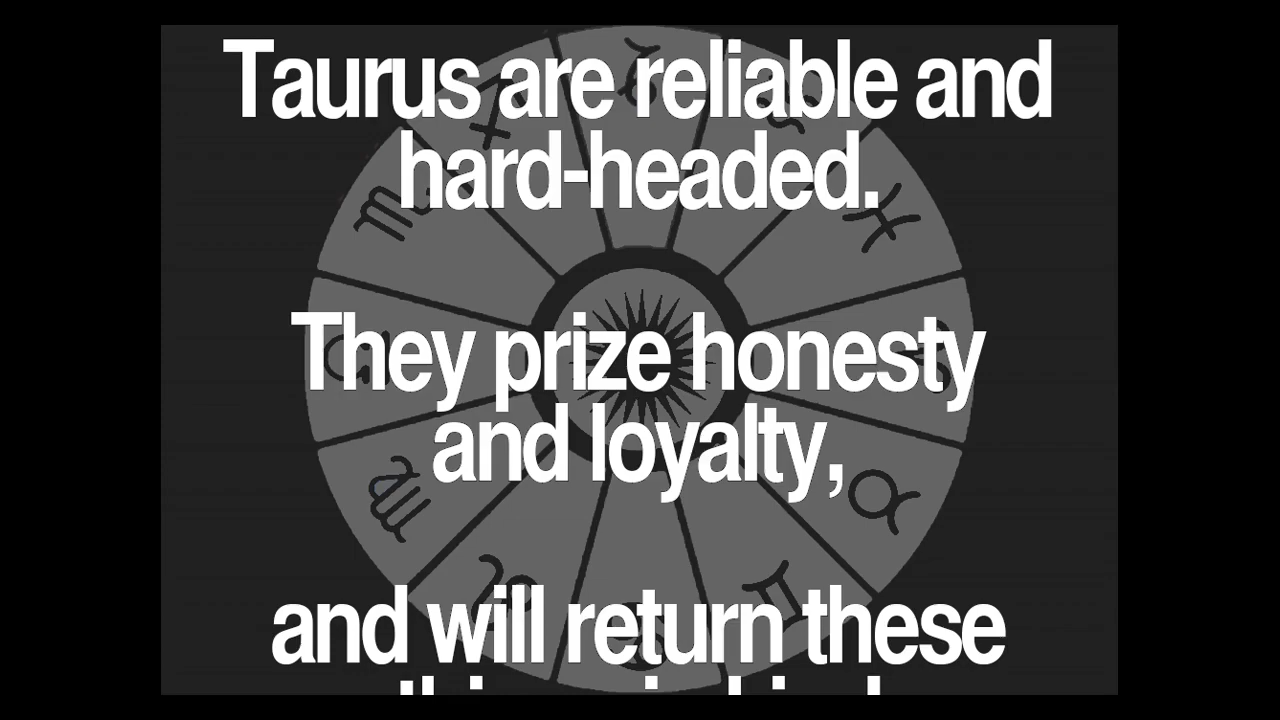 Taurus are reliable and
hard-headed.
They prize honesty
and loyalty,
and will return these